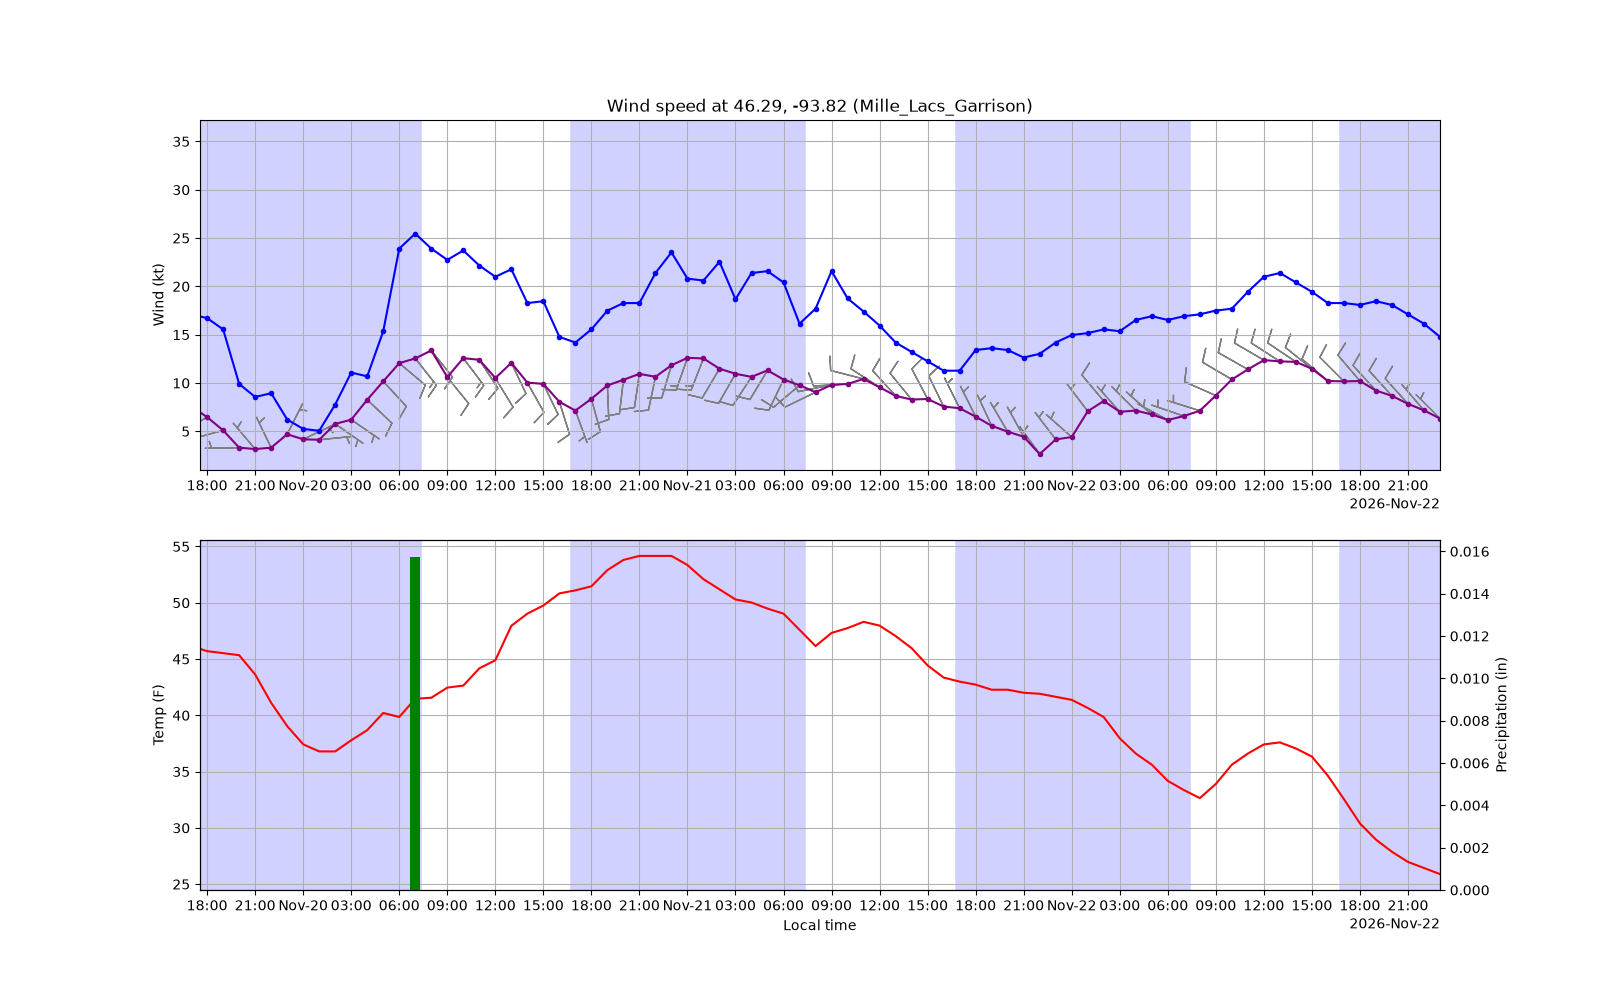 Wind speed at 46.29, -93.82 (Mille_Lacs_Garrison)
35
30
25
20
15
10
5
Wind (kt)
18:00 21:00 Nov-20 03:00 06:00 09:00 12:00 15:00 18:00 21:00 Nov-21 03:00 06:00 09:00 12:00 15:00 18:00 21:00 Nov-22 03:00 06:00 09:00 12:00 15:00 18:00 21:00
2026-Nov-22
55
50
45
40
35
30
25
Temp (F)
0.016
0.014
0.012
0.010
0.008
0.006
0.004
0.002
0.000
Precipitation (in)
18:00 21:00 Nov-20 03:00 06:00 09:00 12:00 15:00 18:00 21:00 Nov-21 03:00 06:00 09:00 12:00 15:00 18:00 21:00 Nov-22 03:00 06:00 09:00 12:00 15:00 18:00 21:00
Local time
2026-Nov-22